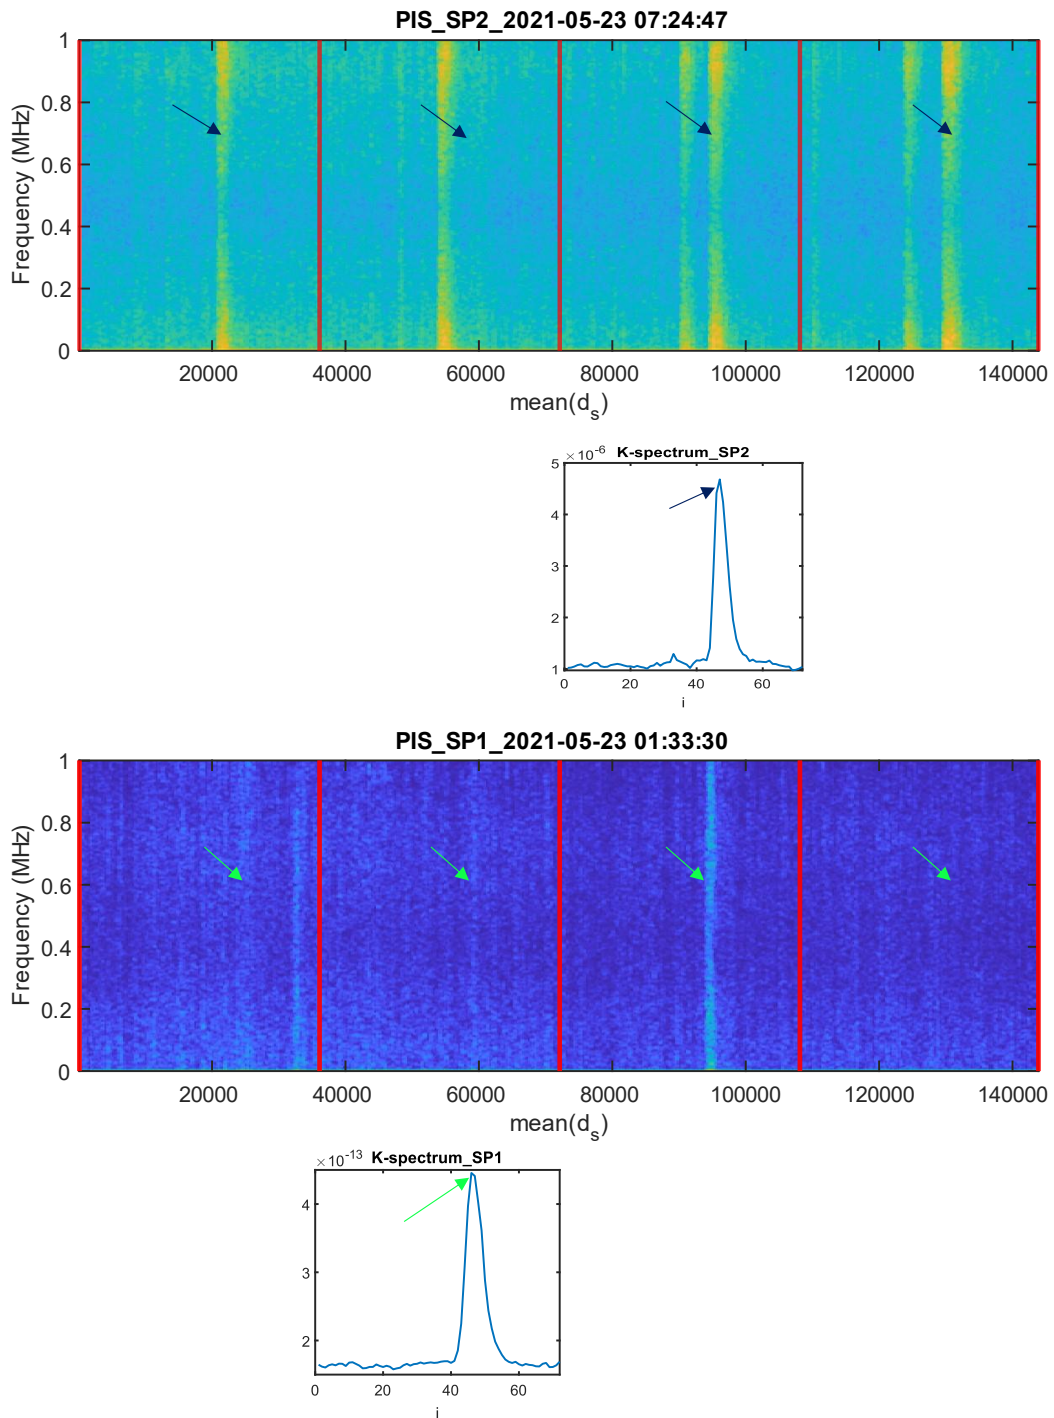 PIS_SP2_2021-05-23 07:24:47
1
0.8
0.6
0.4
0.2
0
Frequency (MHz)
20000 40000 60000 80000 100000 120000 140000
mean(d_s)
×10^-6 K-spectrum_SP2
5
4
3
2
1
0 20 40 60
i
PIS_SP1_2021-05-23 01:33:30
1
0.8
0.6
0.4
0.2
0
Frequency (MHz)
20000 40000 60000 80000 100000 120000 140000
mean(d_s)
×10^-13 K-spectrum_SP1
4
3
2
0 20 40 60
i